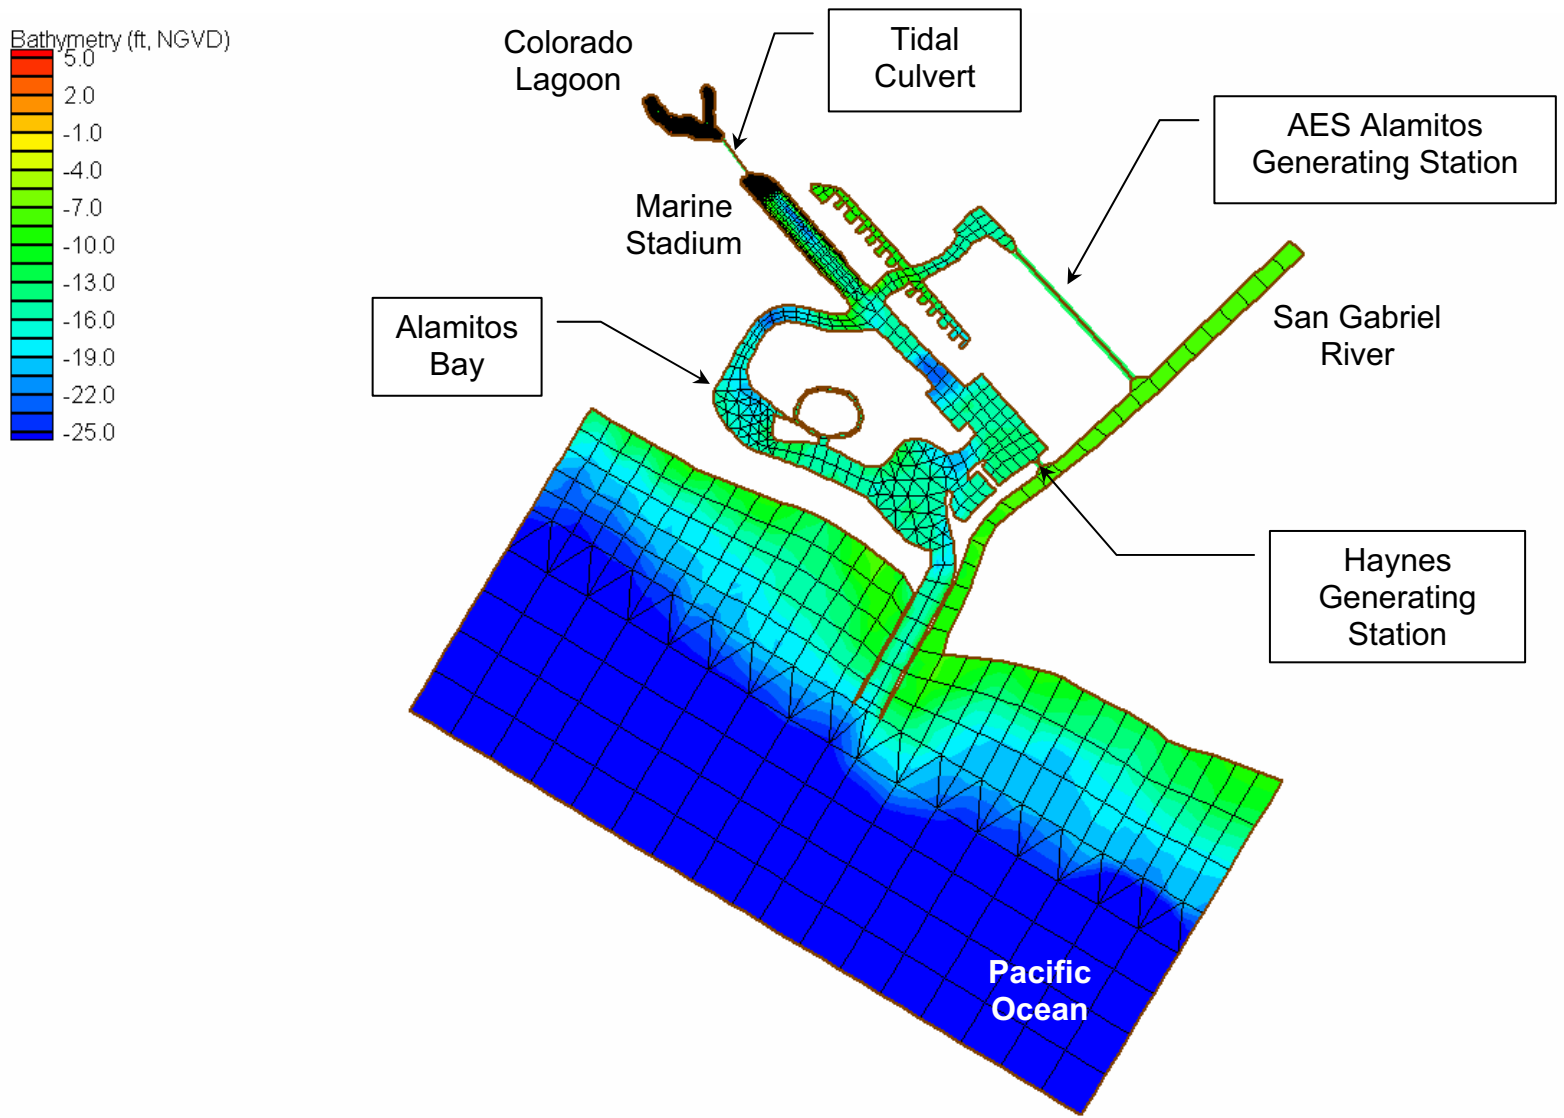 Bathymetry (ft, NGVD)
5.0
2.0
-1.0
-4.0
-7.0
-10.0
-13.0
-16.0
-19.0
-22.0
-25.0
Colorado
Lagoon
Tidal
Culvert
AES Alamitos
Generating Station
Marine
Stadium
San Gabriel
River
Alamitos
Bay
Haynes
Generating
Station
Pacific
Ocean